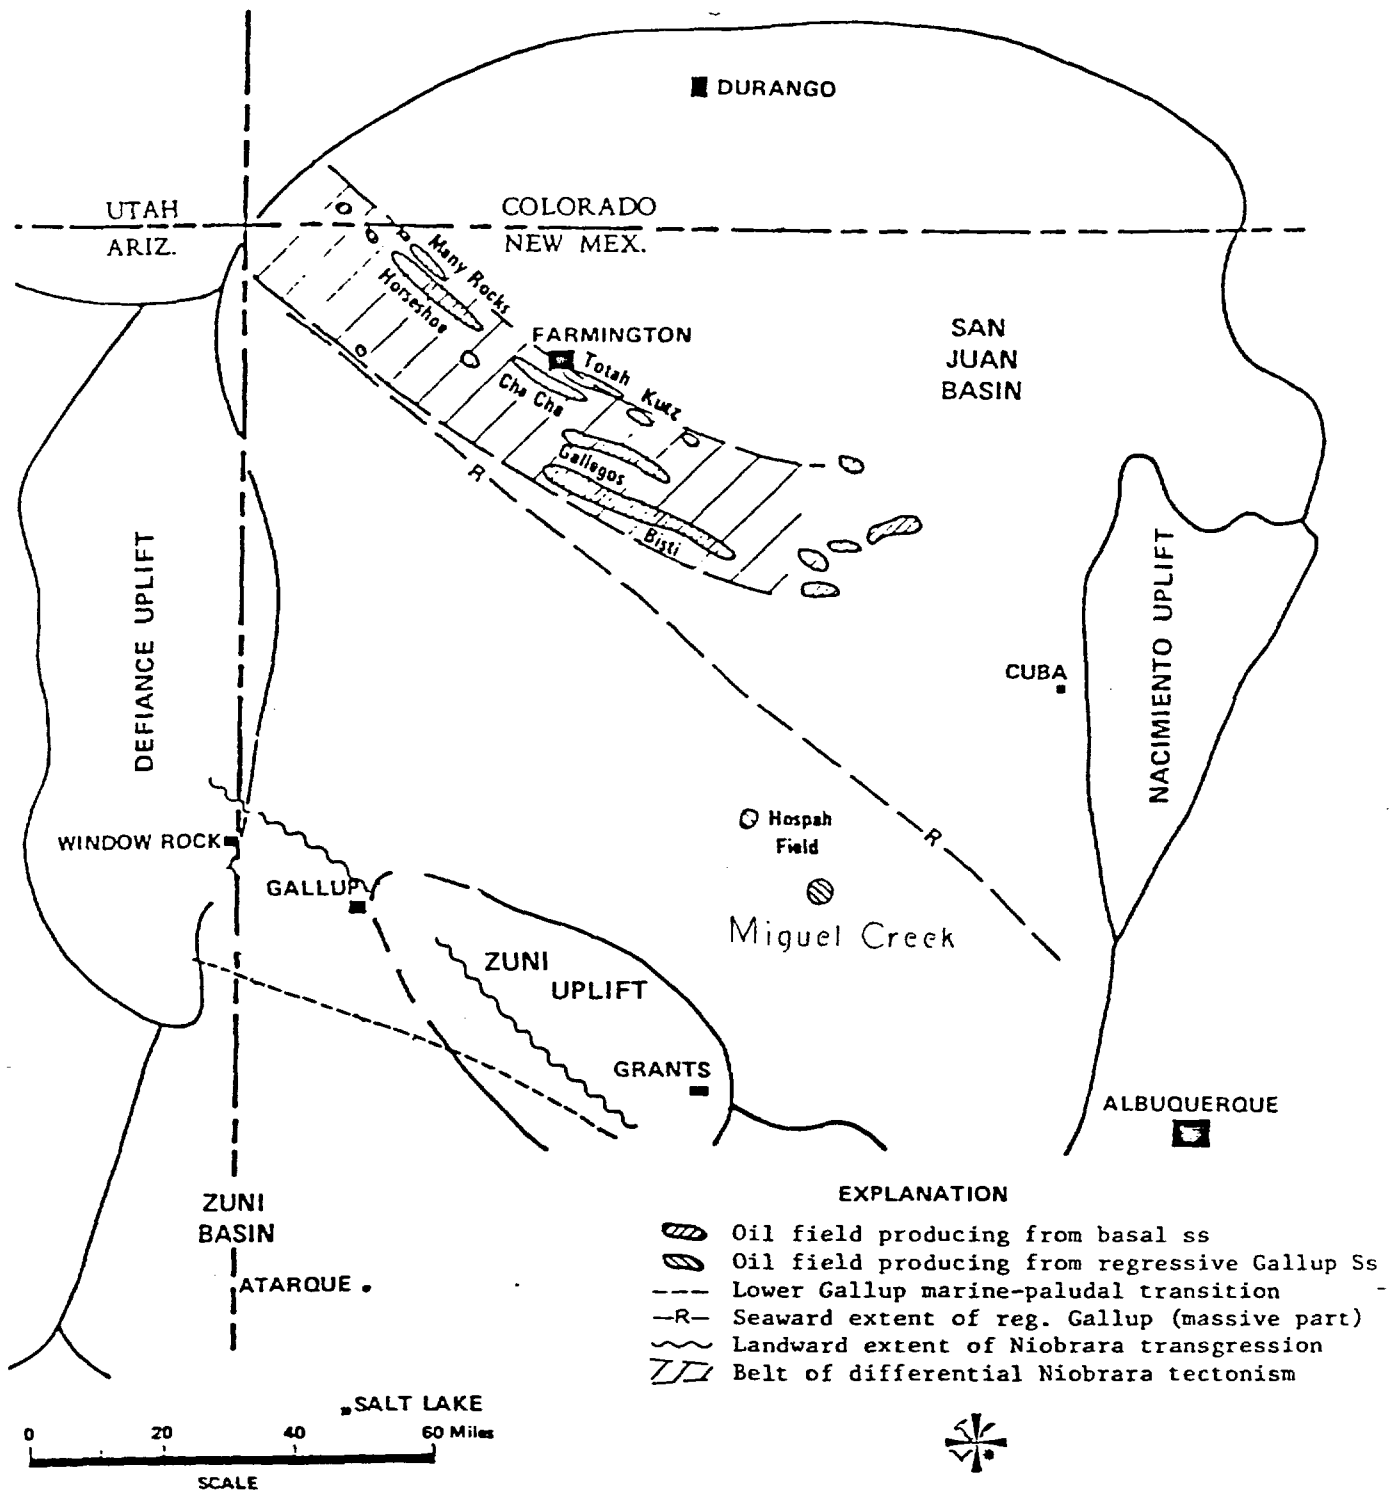 DURANGO
UTAH
COLORADO
ARIZ.
NEW MEX.
Many Rocks
Horseshoe
FARMINGTON
SAN
JUAN
BASIN
Totah
Cha Cha
Kutz
Gallegos
R
Bisti
DEFIANCE UPLIFT
NACIMIENTO UPLIFT
CUBA
Hospah
Field
R
WINDOW ROCK
GALLUP
Miguel Creek
ZUNI
UPLIFT
GRANTS
ALBUQUERQUE
EXPLANATION
Oil field producing from basal ss
Oil field producing from regressive Gallup Ss
Lower Gallup marine-paludal transition
—R— Seaward extent of reg. Gallup (massive part)
Landward extent of Niobrara transgression
Belt of differential Niobrara tectonism
ZUNI
BASIN
ATARQUE
SALT LAKE
0 20 40 60 Miles
SCALE